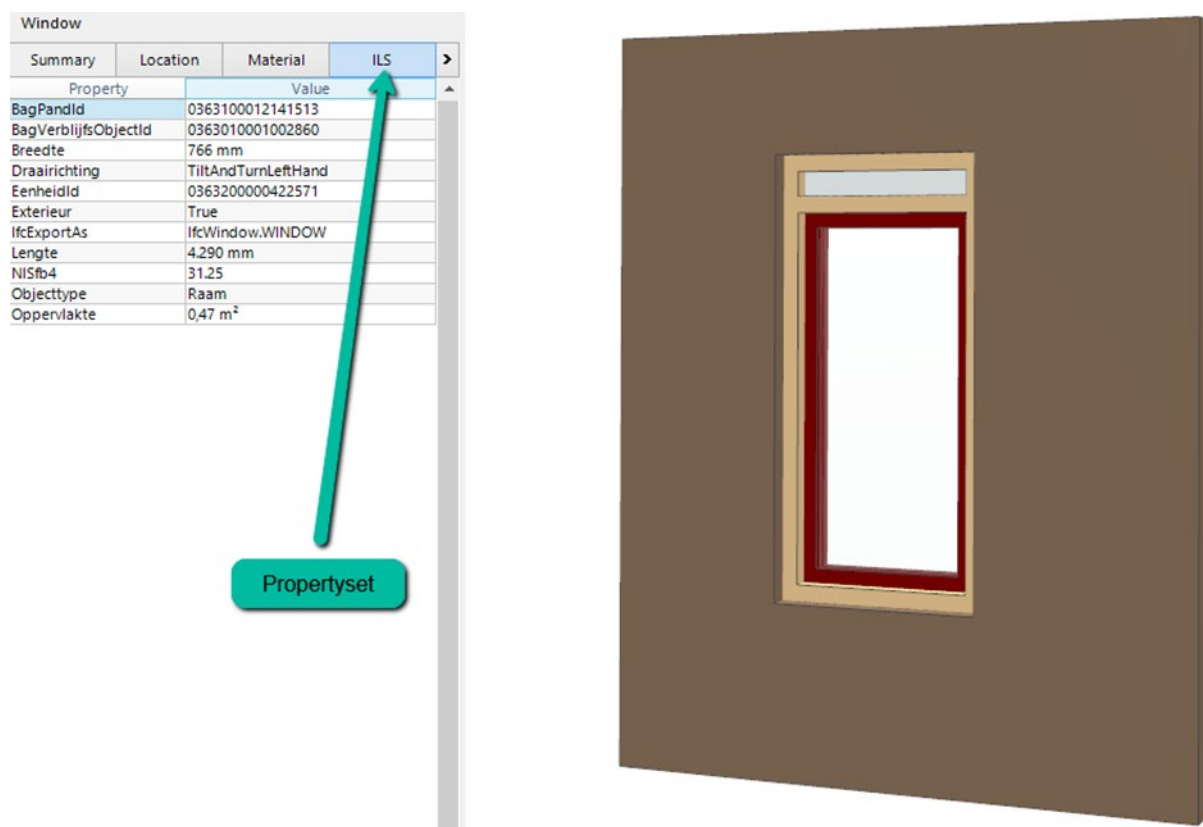 Window
Summary Location Material ILS >
Property Value
BagPandId 0363100012141513
BagVerblijfsObjectId 0363010001002860
Breedte 766 mm
Draairichting TiltAndTurnLeftHand
EenheidId 0363200000422571
Exterieur True
IfcExportAs IfcWindow.WINDOW
Lengte 4.290 mm
NlSfb4 31.25
Objecttype Raam
Oppervlakte 0,47 m²
Propertyset